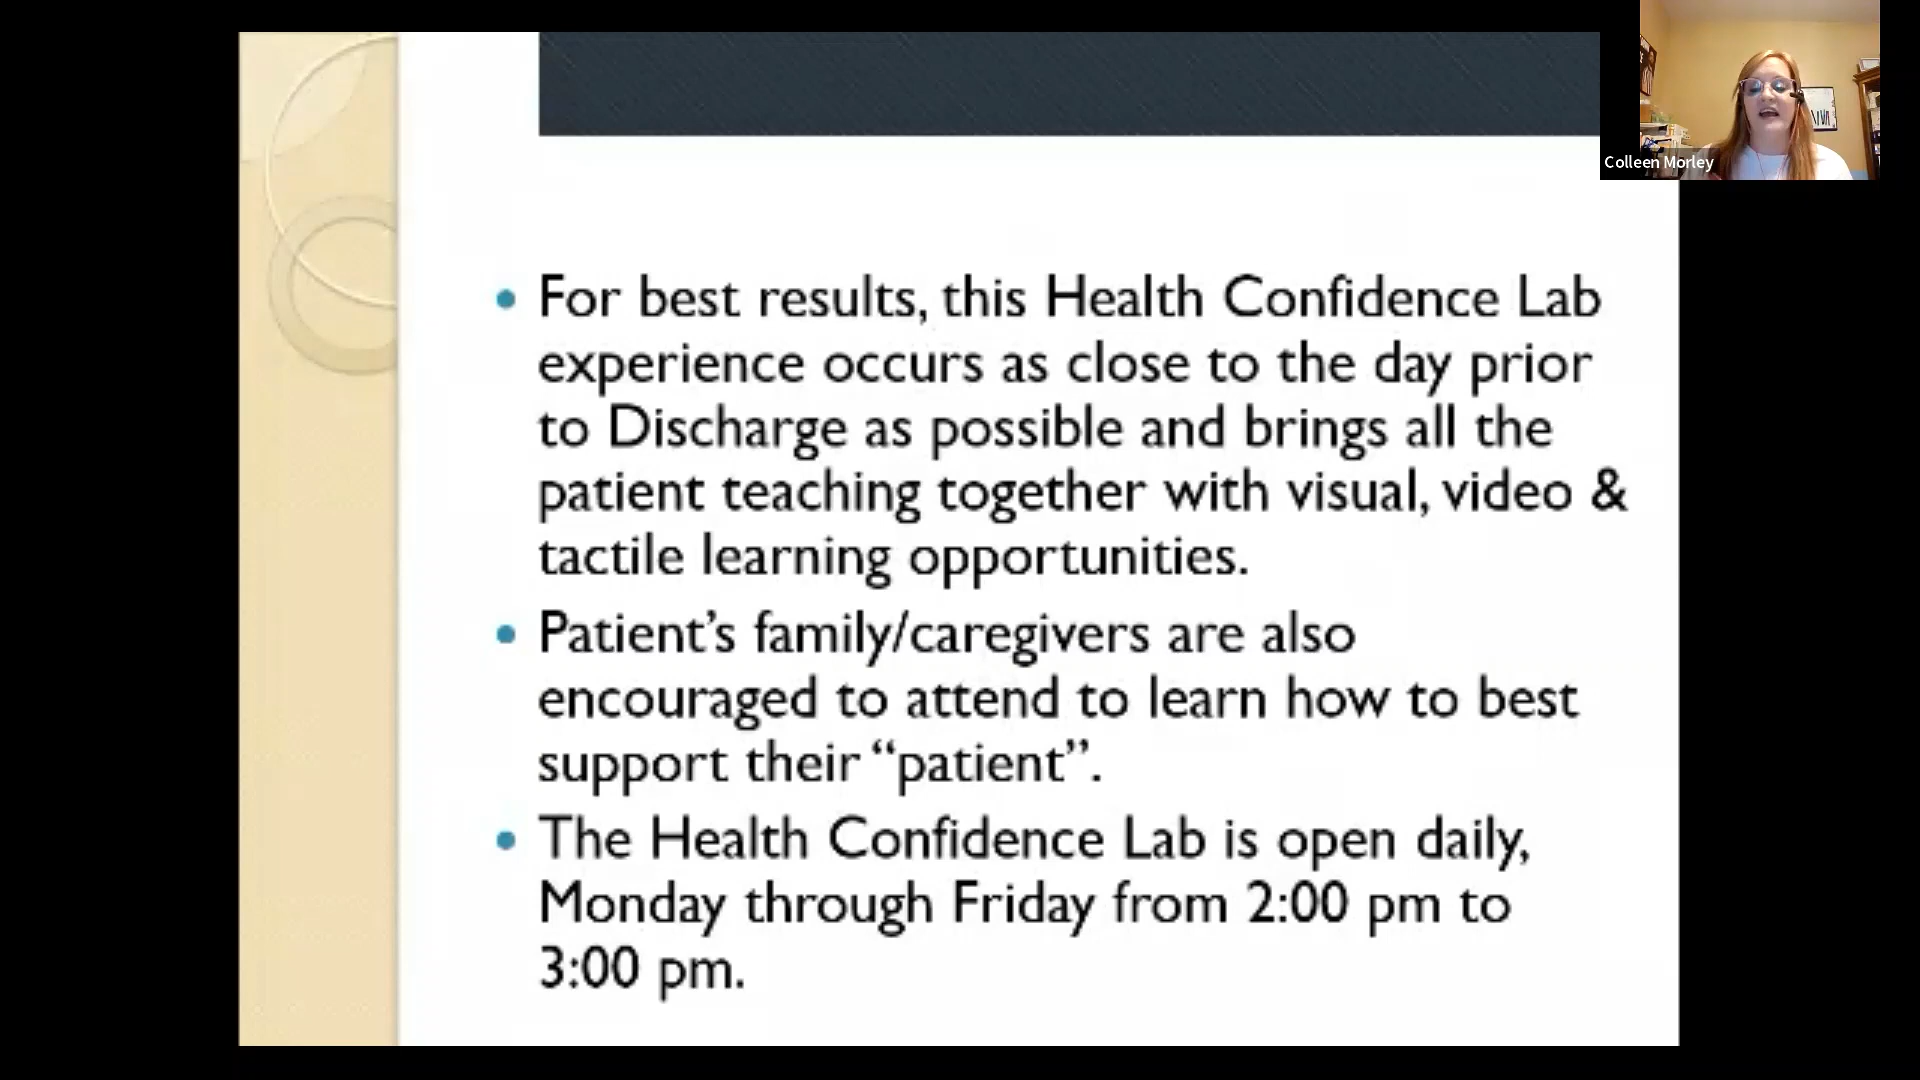 • For best results, this Health Confidence Lab
experience occurs as close to the day prior
to Discharge as possible and brings all the
patient teaching together with visual, video &
tactile learning opportunities.
• Patient’s family/caregivers are also
encouraged to attend to learn how to best
support their “patient”.
• The Health Confidence Lab is open daily,
Monday through Friday from 2:00 pm to
3:00 pm.
Colleen Morley